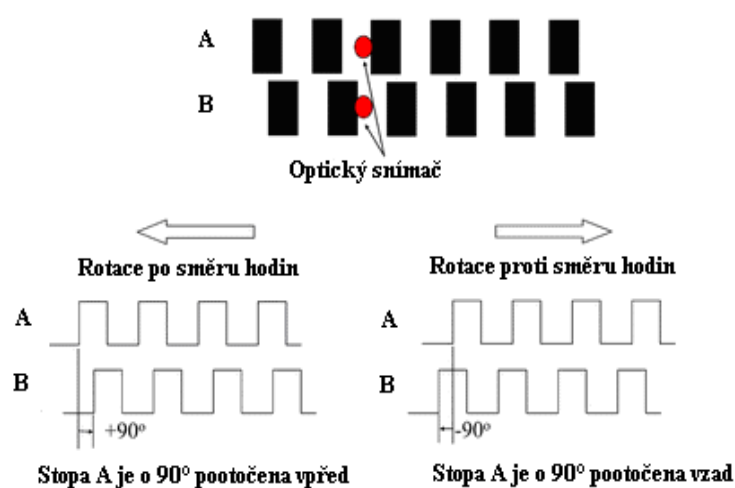 A
B
Optický snímač
Rotace po směru hodin
A
B
+90°
Stopa A je o 90° pootočena vpřed
Rotace proti směru hodin
A
B
-90°
Stopa A je o 90° pootočena vzad